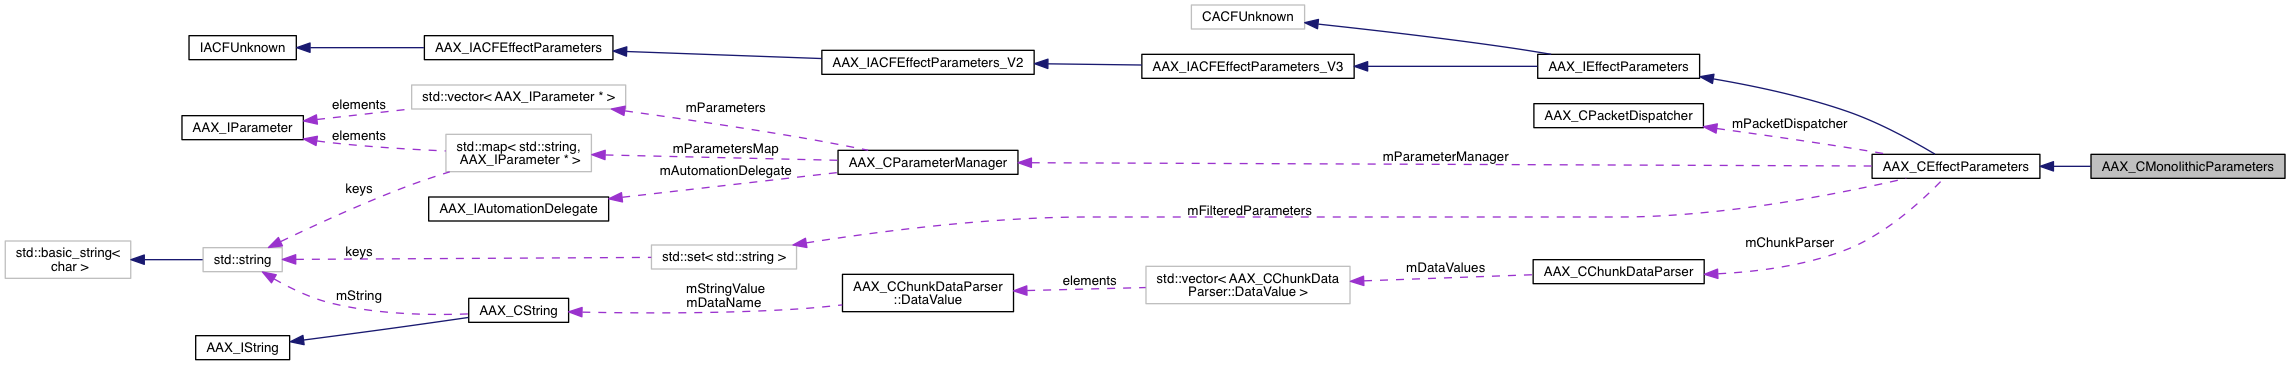 CACFUnknown
IACFUnknown
AAX_IACFEffectParameters
AAX_IACFEffectParameters_V2
AAX_IACFEffectParameters_V3
AAX_IEffectParameters
std::vector< AAX_IParameter * >
elements
mParameters
AAX_CPacketDispatcher
mPacketDispatcher
AAX_IParameter
elements
std::map< std::string,
AAX_IParameter * >
mParametersMap
AAX_CParameterManager
mParameterManager
AAX_CEffectParameters
AAX_CMonolithicParameters
mAutomationDelegate
keys
AAX_IAutomationDelegate
mFilteredParameters
std::basic_string<
char >
std::string
keys
std::set< std::string >
mChunkParser
mString
AAX_CString
mStringValue
mDataName
AAX_CChunkDataParser
::DataValue
elements
std::vector< AAX_CChunkData
Parser::DataValue >
mDataValues
AAX_CChunkDataParser
AAX_IString